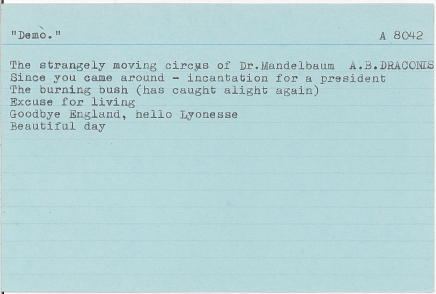 "Demo."
A 8042
The strangely moving circus of Dr.Mandelbaum A.B.DRACONIS
Since you came around - incantation for a president
The burning bush (has caught alight again)
Excuse for living
Goodbye England, hello Lyonesse
Beautiful day